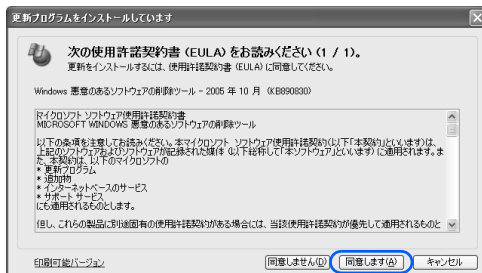 更新プログラムをインストールしています
次の使用許諾契約書 (EULA) をお読みください (1 / 1)。
更新をインストールするには、使用許諾契約書 (EULA) に同意してください。
Windows 悪意のあるソフトウェアの削除ツール - 2005 年 10 月 (KB890830)
マイクロソフト ソフトウェア使用許諾契約書
MICROSOFT WINDOWS 悪意のあるソフトウェアの削除ツール
以下の条項を注意してお読みください。本マイクロソフト ソフトウェア使用許諾契約(以下「本契約」といいます)は、
上記のソフトウェアおよびソフトウェアが記録された媒体 (以下総称して「本ソフトウェア」といいます) に適用されます。ま
た、本契約は、以下のマイクロソフトの
* 更新プログラム
* 追加物
* インターネットベースのサービス
* サポート サービス
にも適用されるものとします。
但し、これらの製品に別途固有の使用許諾契約がある場合には、当該使用許諾契約が優先して適用されるものと
印刷可能バージョン
同意しません(D)
同意します(A)
キャンセル